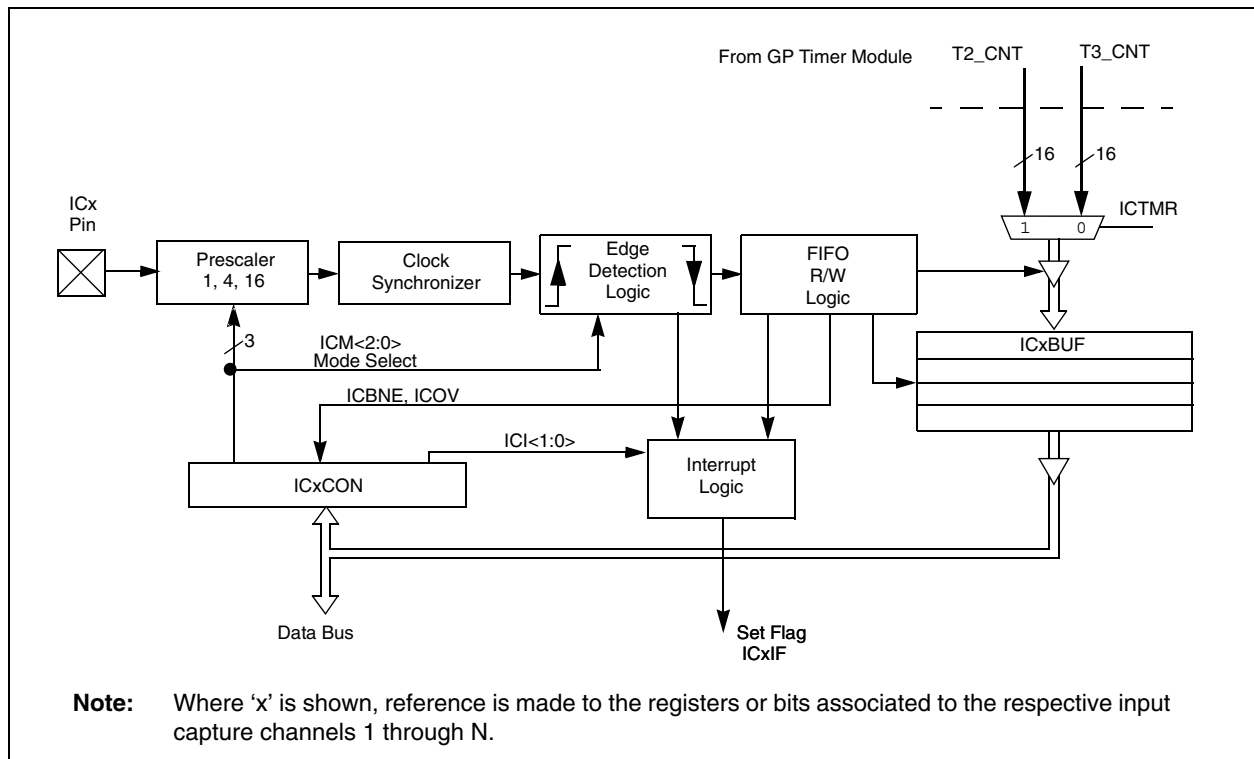 From GP Timer Module
T2_CNT
T3_CNT
16
16
ICx
Pin
1
0
ICTMR
Prescaler
1, 4, 16
Clock
Synchronizer
Edge
Detection
Logic
FIFO
R/W
Logic
3
ICM<2:0>
Mode Select
ICxBUF
ICBNE, ICOV
ICI<1:0>
ICxCON
Interrupt
Logic
Data Bus
Set Flag
ICxIF
Note: Where ‘x’ is shown, reference is made to the registers or bits associated to the respective input
capture channels 1 through N.